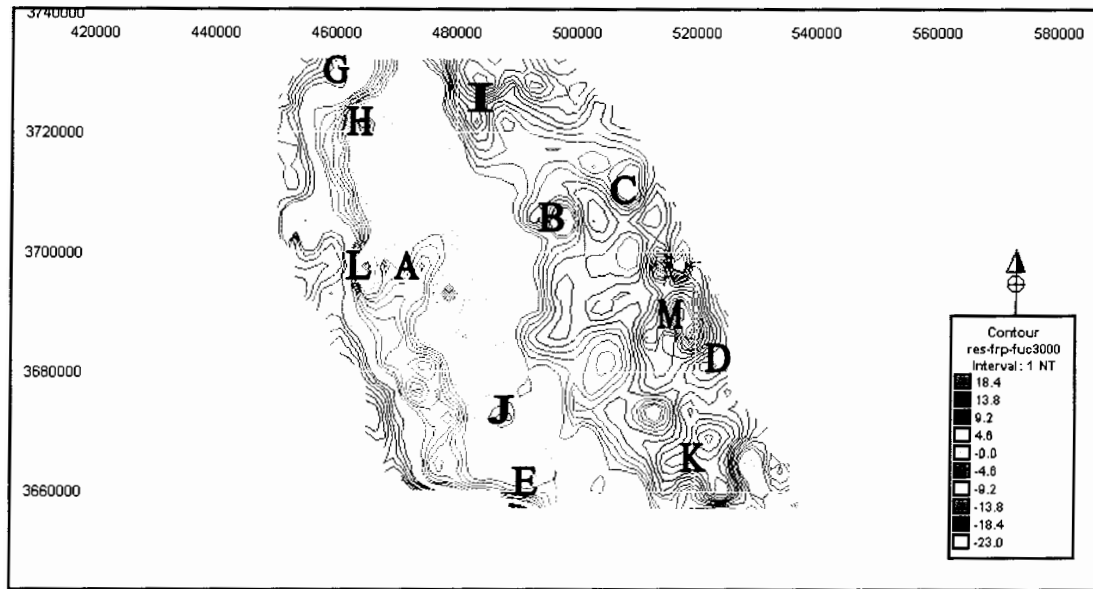 3740000
420000 440000 460000 480000 500000 520000 540000 560000 580000
G
I
H
3720000
C
B
3700000
L A
M
D
3680000
J
K
E
3660000
Contour
res-frp-fuc3000
Interval: 1 NT
18.4
13.8
9.2
4.6
-0.0
-4.6
-9.2
-13.8
-18.4
-23.0